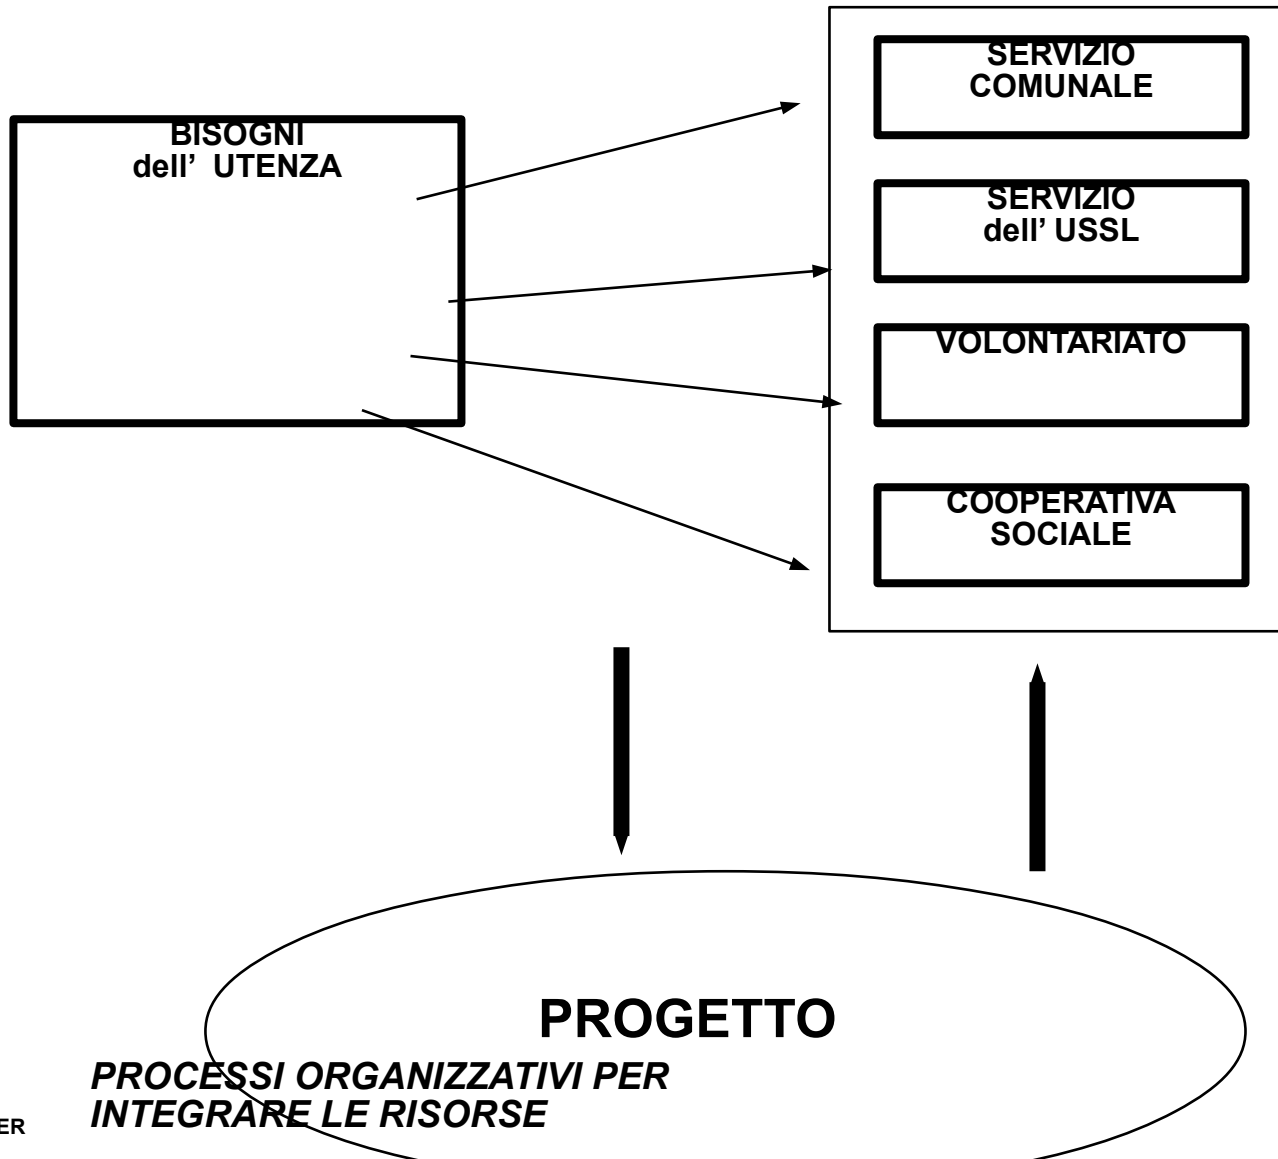 SERVIZIO
COMUNALE
BISOGNI
dell’ UTENZA
SERVIZIO
dell’ USSL
VOLONTARIATO
COOPERATIVA
SOCIALE
PROGETTO
PROCESSI ORGANIZZATIVI PER
INTEGRARE LE RISORSE